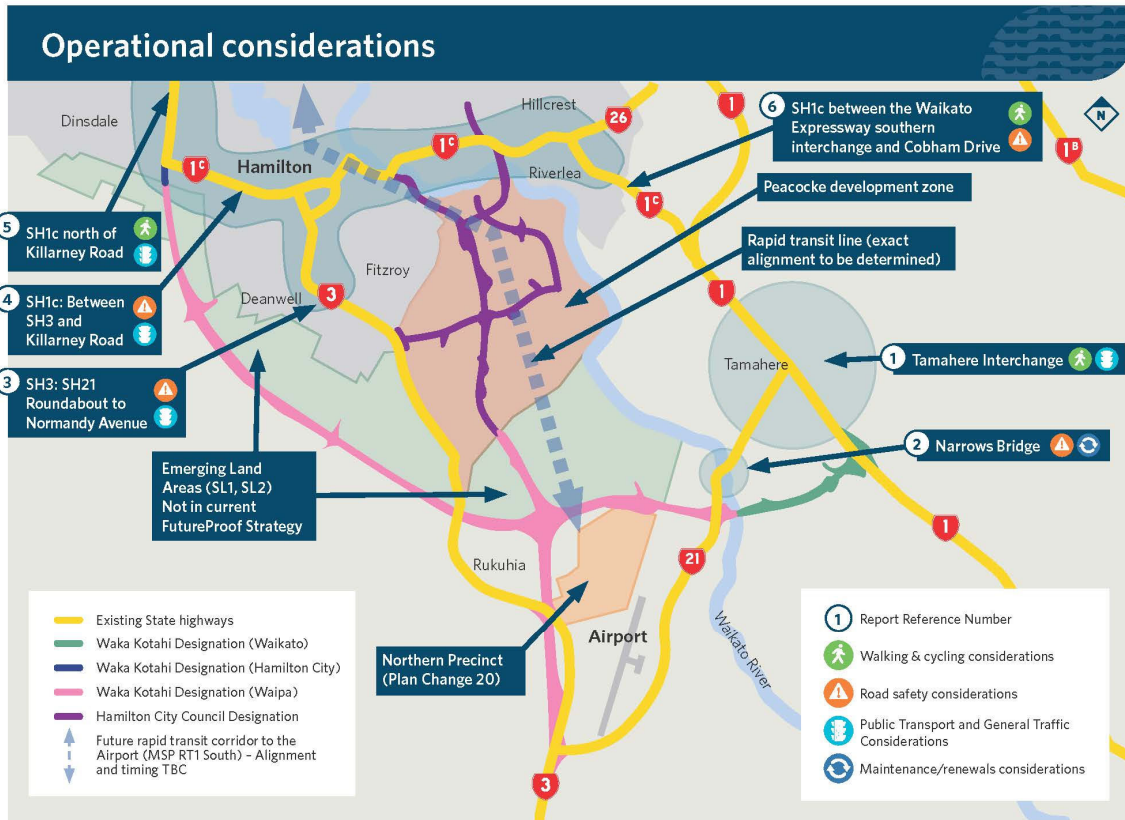 Operational considerations
Dinsdale
Hamilton
Hillcrest
Riverlea
Fitzroy
Deanwell
Tamahere
Rukuhia
Airport
Waikato River
1C
1C
1C
26
1
1B
1
1
3
21
3
N
6 SH1c between the Waikato
Expressway southern
interchange and Cobham Drive
Peacocke development zone
Rapid transit line (exact
alignment to be determined)
1 Tamahere Interchange
2 Narrows Bridge
5 SH1c north of
Killarney Road
4 SH1c: Between
SH3 and
Killarney Road
3 SH3: SH21
Roundabout to
Normandy Avenue
Emerging Land
Areas (SL1, SL2)
Not in current
FutureProof Strategy
Northern Precinct
(Plan Change 20)
Existing State highways
Waka Kotahi Designation (Waikato)
Waka Kotahi Designation (Hamilton City)
Waka Kotahi Designation (Waipa)
Hamilton City Council Designation
Future rapid transit corridor to the
Airport (MSP RT1 South) – Alignment
and timing TBC
1 Report Reference Number
Walking & cycling considerations
Road safety considerations
Public Transport and General Traffic
Considerations
Maintenance/renewals considerations